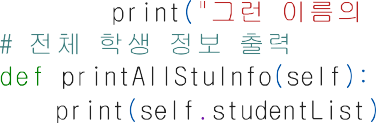 print("그런 이름의
# 전체 학생 정보 출력
def printAllStuInfo(self):
print(self.studentList)